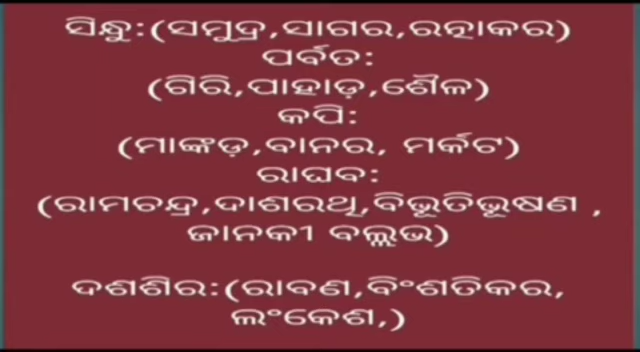 ସିନ୍ଧୁ:(ସମୁଦ୍ର,ସାଗର,ରତ୍ନାକର)
ପର୍ବତ:
(ଗିରି,ପାହାଡ଼,ଶୈଳ)
କପି:
(ମାଙ୍କଡ଼,ବାନର, ମର୍କଟ)
ରାଘବ:
(ରାମଚନ୍ଦ୍ର,ଦାଶରଥି,ବିଭୂତିଭୂଷଣ ,
ଜାନକୀ ବଲ୍ଲଭ)
ଦଶଶିର:(ରାବଣ,ବିଂଶତିକର,
ଲଂକେଶ,)